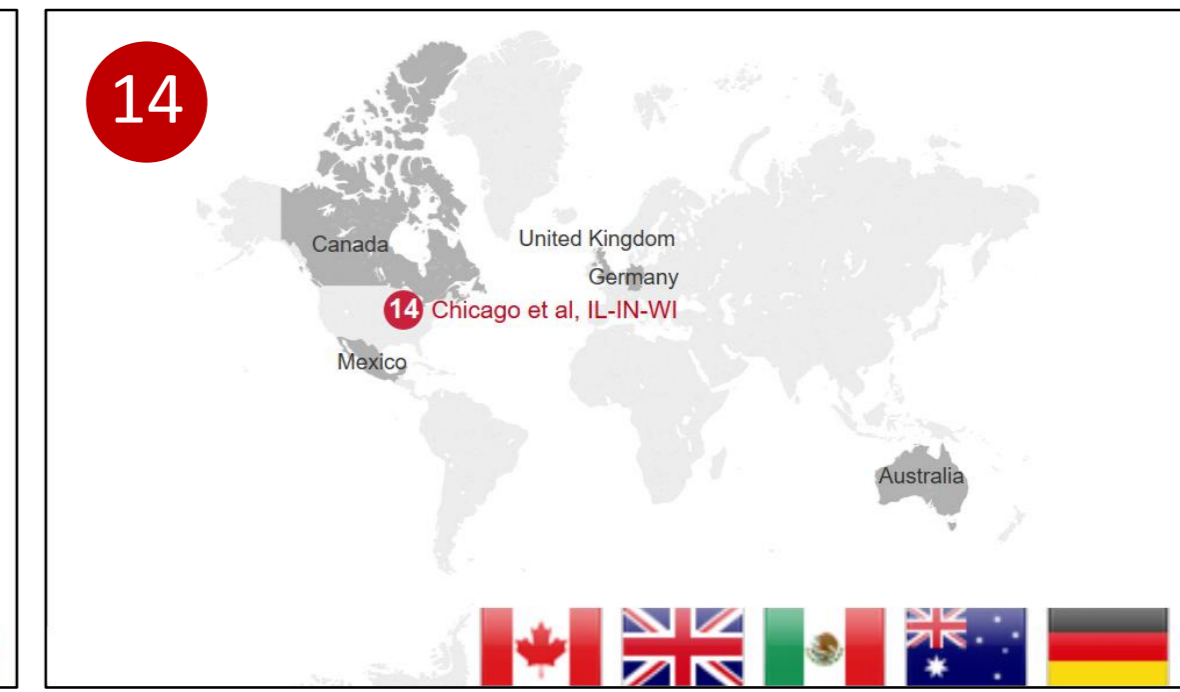 14
Canada
United Kingdom
Germany
14 Chicago et al, IL-IN-WI
Mexico
Australia